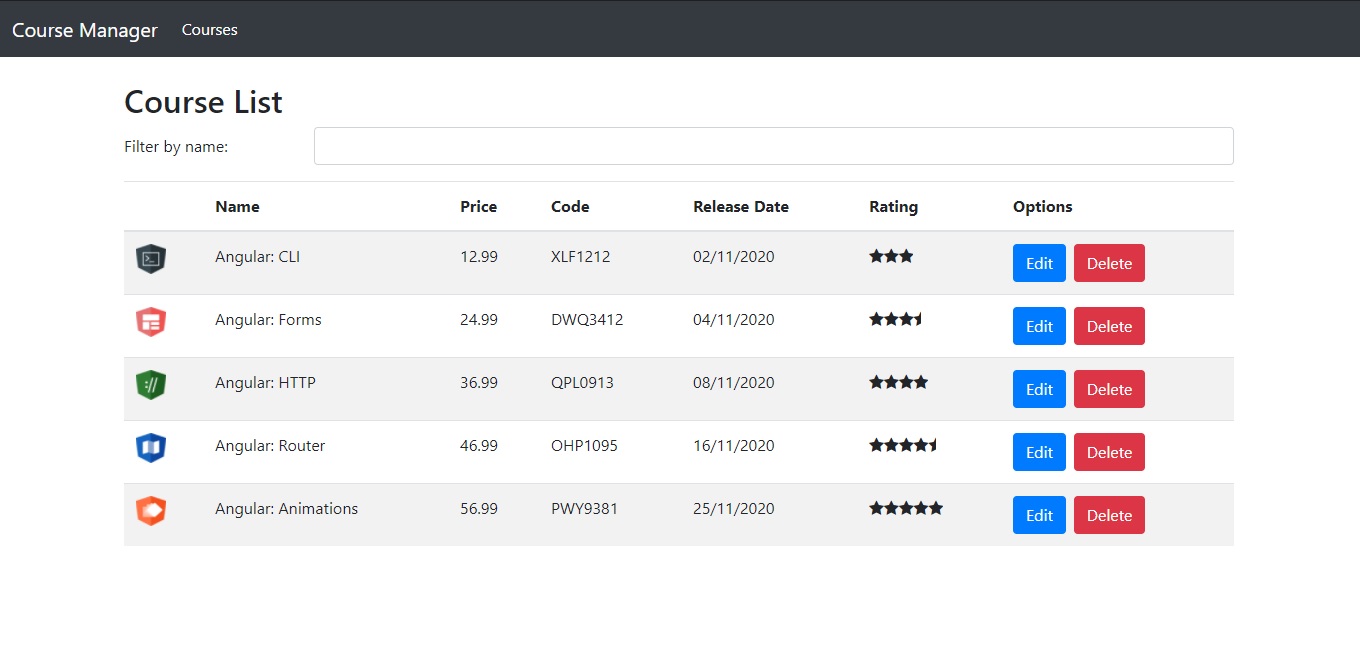 Course Manager Courses
Course List
Filter by name:
Name Price Code Release Date Rating Options
Angular: CLI 12.99 XLF1212 02/11/2020 ★★★ Edit Delete
Angular: Forms 24.99 DWQ3412 04/11/2020 Edit Delete
Angular: HTTP 36.99 QPL0913 08/11/2020 ★★★★ Edit Delete
Angular: Router 46.99 OHP1095 16/11/2020 Edit Delete
Angular: Animations 56.99 PWY9381 25/11/2020 ★★★★★ Edit Delete